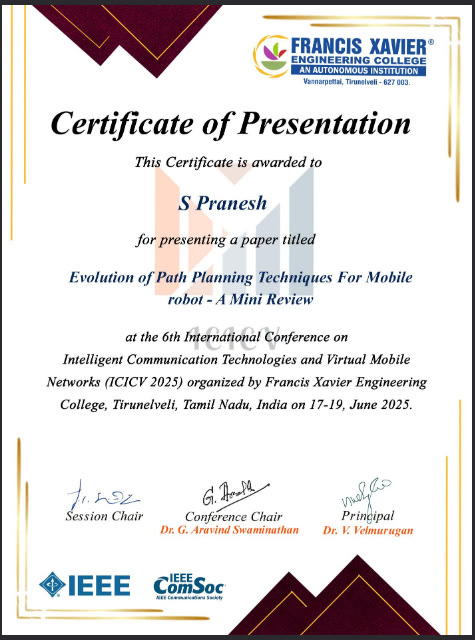 FRANCIS XAVIER®
ENGINEERING COLLEGE
AN AUTONOMOUS INSTITUTION
Vannarpettai, Tirunelveli - 627 003.
Certificate of Presentation
This Certificate is awarded to
S Pranesh
for presenting a paper titled
Evolution of Path Planning Techniques For Mobile
robot - A Mini Review
ICICV
at the 6th International Conference on
Intelligent Communication Technologies and Virtual Mobile
Networks (ICICV 2025) organized by Francis Xavier Engineering
College, Tirunelveli, Tamil Nadu, India on 17-19, June 2025.
Session Chair
Conference Chair
Dr. G. Aravind Swaminathan
Principal
Dr. V. Velmurugan
IEEE
IEEE
ComSoc®
IEEE Communications Society